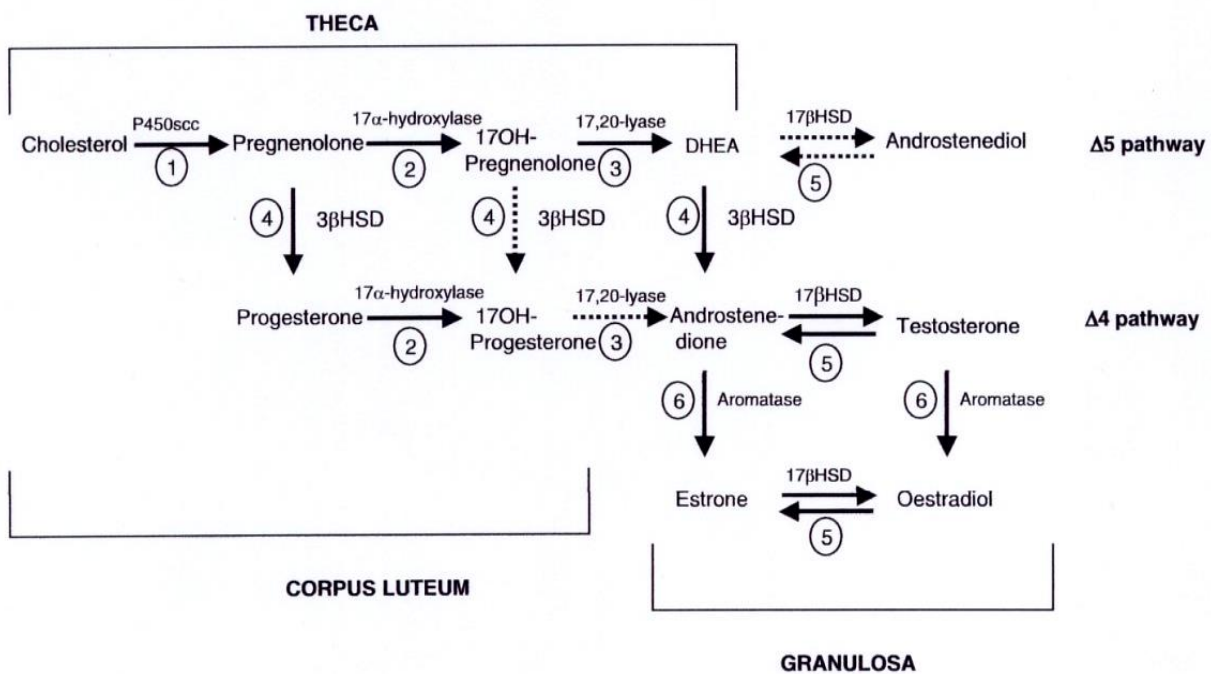 THECA
P450scc
17α-hydroxylase
17,20-lyase
17βHSD
Cholesterol
Pregnenolone
17OH-
Pregnenolone
DHEA
Androstenediol
Δ5 pathway
1
2
3
5
4
3βHSD
4
3βHSD
4
3βHSD
17α-hydroxylase
17,20-lyase
17βHSD
Progesterone
17OH-
Progesterone
Androstene-
dione
Testosterone
Δ4 pathway
2
3
5
6
Aromatase
6
Aromatase
17βHSD
Estrone
Oestradiol
5
CORPUS LUTEUM
GRANULOSA